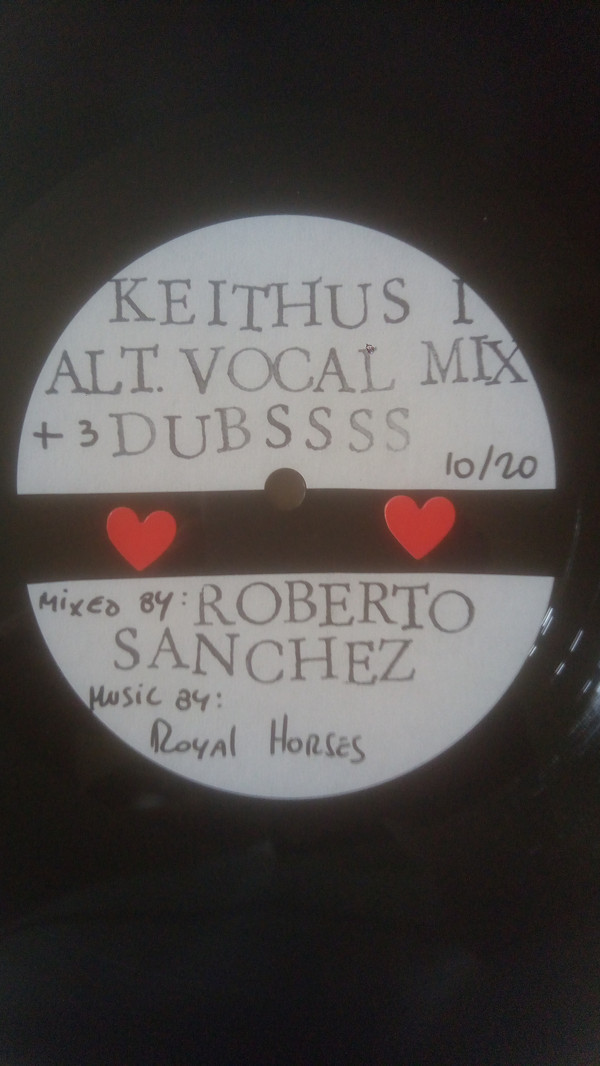 KEITHUS I
ALT. VOCAL MIX
+ 3 DUBSSSS
10/20
MIXED BY: ROBERTO
SANCHEZ
MUSIC BY:
ROYAL HORSES